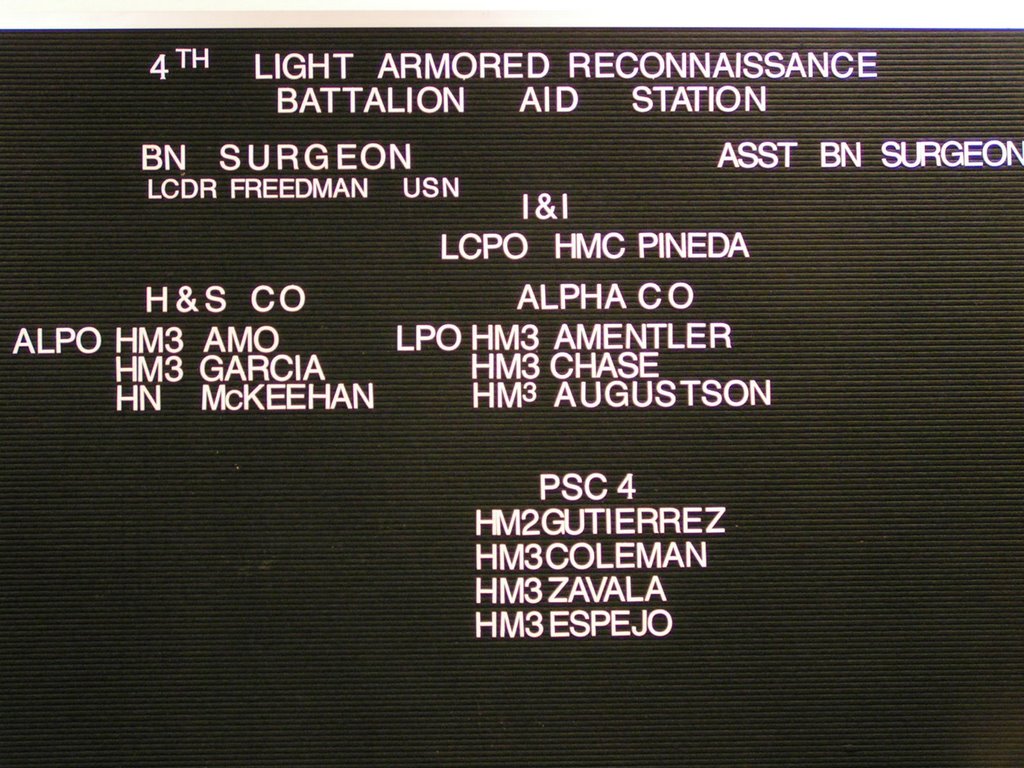 4TH LIGHT ARMORED RECONNAISSANCE
BATTALION AID STATION
BN SURGEON ASST BN SURGEON
LCDR FREEDMAN USN
I&I
LCPO HMC PINEDA
H&S CO ALPHA CO
ALPO HM3 AMO LPO HM3 AMENTLER
HM3 GARCIA HM3 CHASE
HN McKEEHAN HM3 AUGUSTSON
PSC 4
HM2 GUTIERREZ
HM3 COLEMAN
HM3 ZAVALA
HM3 ESPEJO